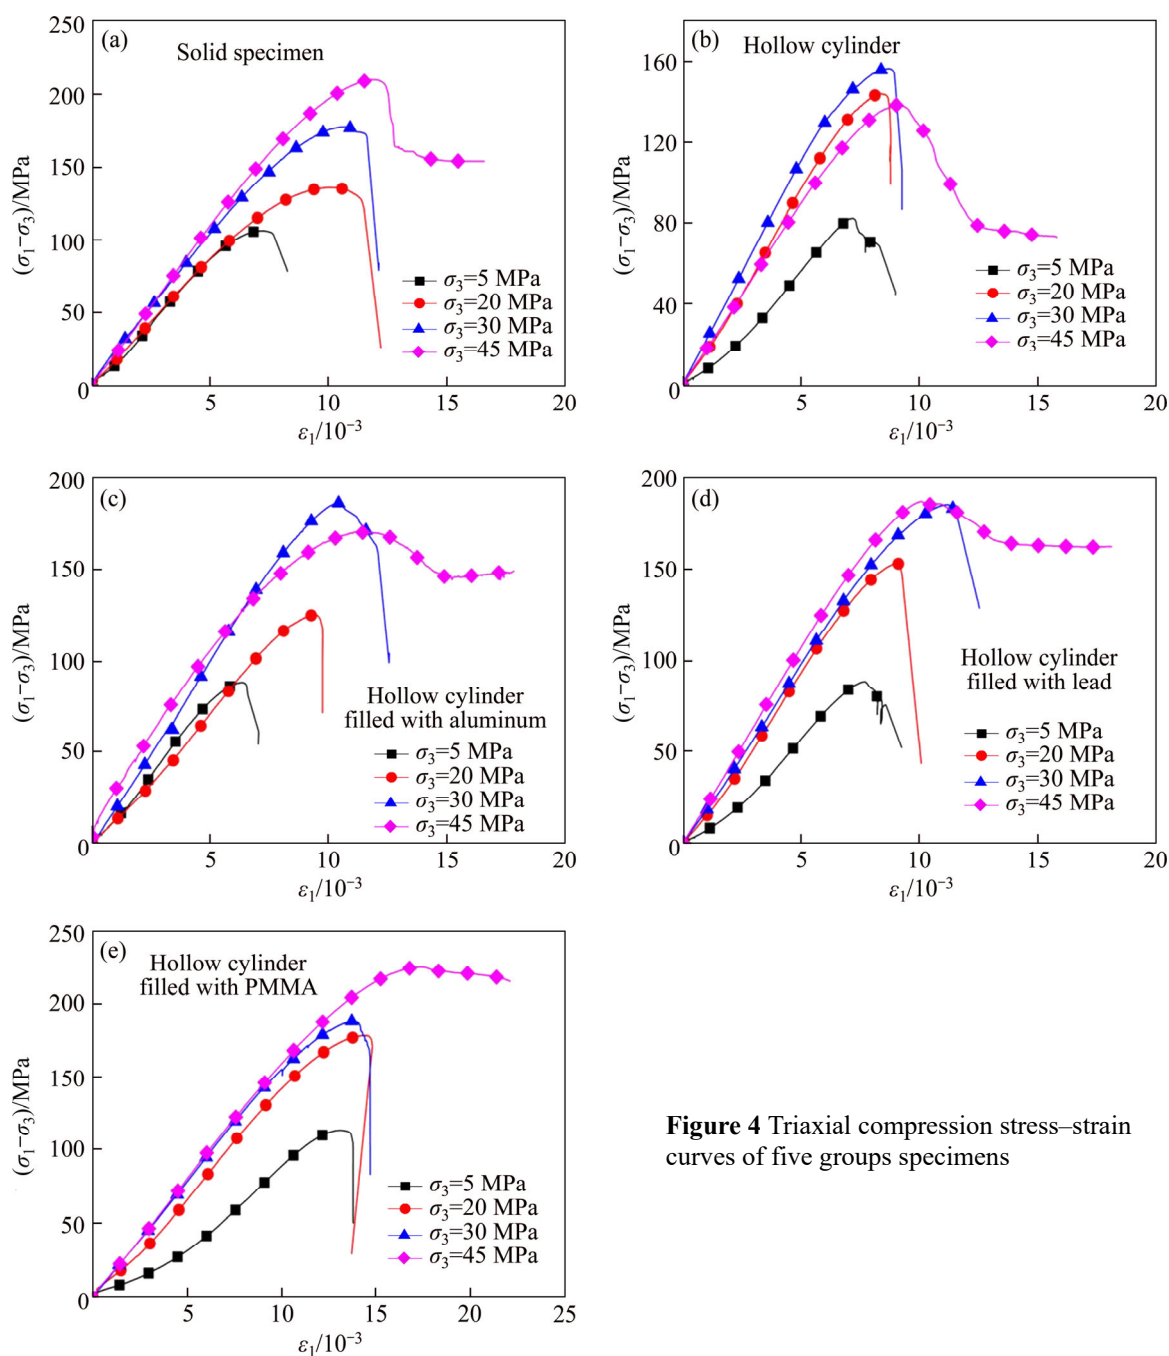 (a)
Solid specimen
250
200
150
100
50
0
(σ₁−σ₃)/MPa
σ₃=5 MPa
σ₃=20 MPa
σ₃=30 MPa
σ₃=45 MPa
5 10 15 20
ε₁/10⁻³
(b)
Hollow cylinder
160
120
80
40
0
(σ₁−σ₃)/MPa
σ₃=5 MPa
σ₃=20 MPa
σ₃=30 MPa
σ₃=45 MPa
5 10 15 20
ε₁/10⁻³
(c)
200
150
100
50
0
(σ₁−σ₃)/MPa
Hollow cylinder
filled with aluminum
σ₃=5 MPa
σ₃=20 MPa
σ₃=30 MPa
σ₃=45 MPa
5 10 15 20
ε₁/10⁻³
(d)
200
150
100
50
0
(σ₁−σ₃)/MPa
Hollow cylinder
filled with lead
σ₃=5 MPa
σ₃=20 MPa
σ₃=30 MPa
σ₃=45 MPa
5 10 15 20
ε₁/10⁻³
(e)
Hollow cylinder
filled with PMMA
250
200
150
100
50
0
(σ₁−σ₃)/MPa
σ₃=5 MPa
σ₃=20 MPa
σ₃=30 MPa
σ₃=45 MPa
5 10 15 20 25
ε₁/10⁻³
Figure 4 Triaxial compression stress–strain
curves of five groups specimens